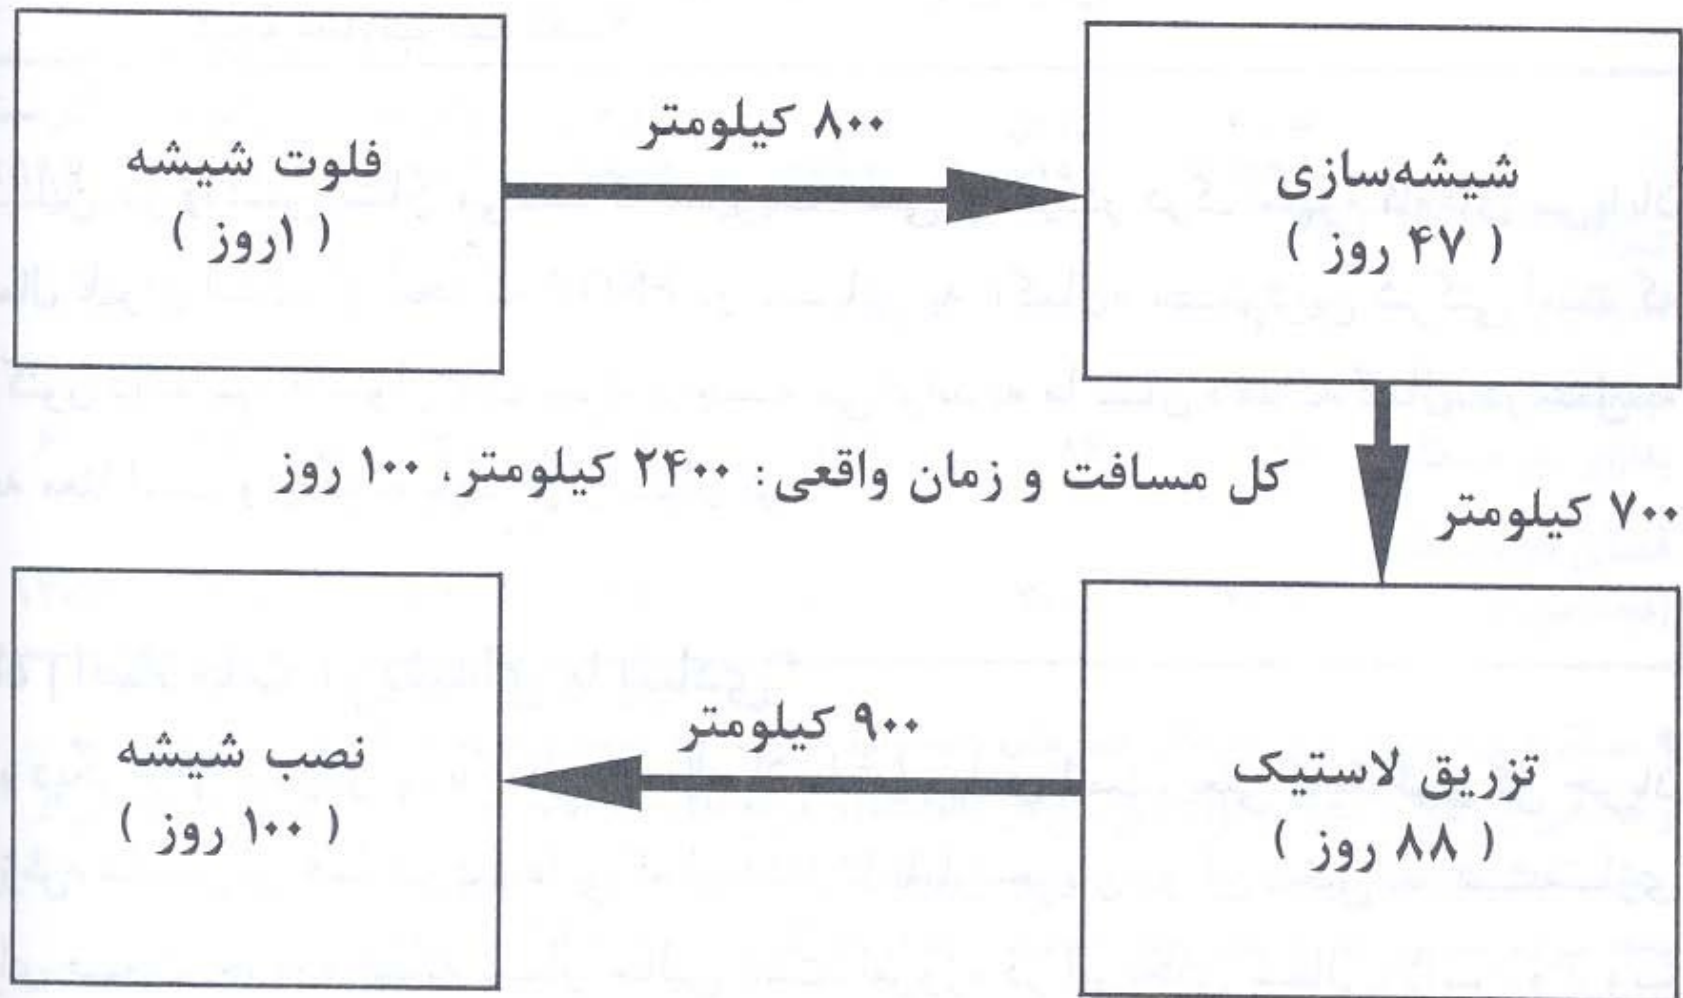 فلوت شیشه
( ۱روز )
۸۰۰ کیلومتر
شیشه‌سازی
( ۴۷ روز )
۷۰۰ کیلومتر
کل مسافت و زمان واقعی: ۲۴۰۰ کیلومتر، ۱۰۰ روز
تزریق لاستیک
( ۸۸ روز )
۹۰۰ کیلومتر
نصب شیشه
( ۱۰۰ روز )